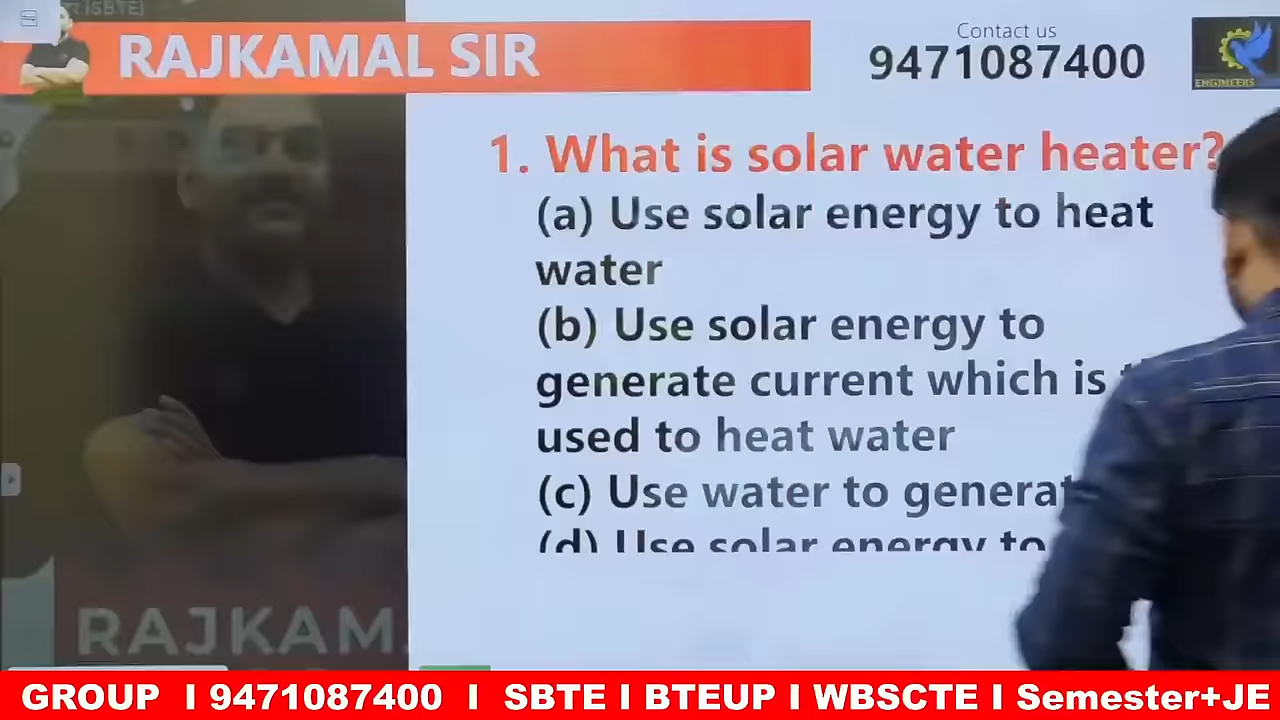 (SBTE)
RAJKAMAL SIR
Contact us
9471087400
ENGINEERS
1. What is solar water heater?
(a) Use solar energy to heat
water
(b) Use solar energy to
generate current which is
used to heat water
(c) Use water to
(d) Use solar energy to
RAJKAM
GROUP I 9471087400 I SBTE I BTEUP I WBSCTE I Semester+JE